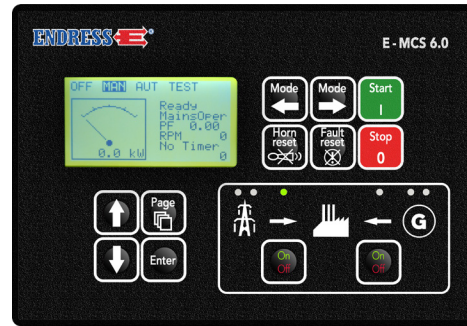 ENDRESS
E-MCS 6.0
OFF MAN AUT TEST
Ready
MainsOper
PF 0.00
RPM 0
No Timer
0
0.0 kW
Mode
Mode
Start
I
Horn reset
Fault reset
Stop
0
Page
Enter
G
On
Off
On
Off